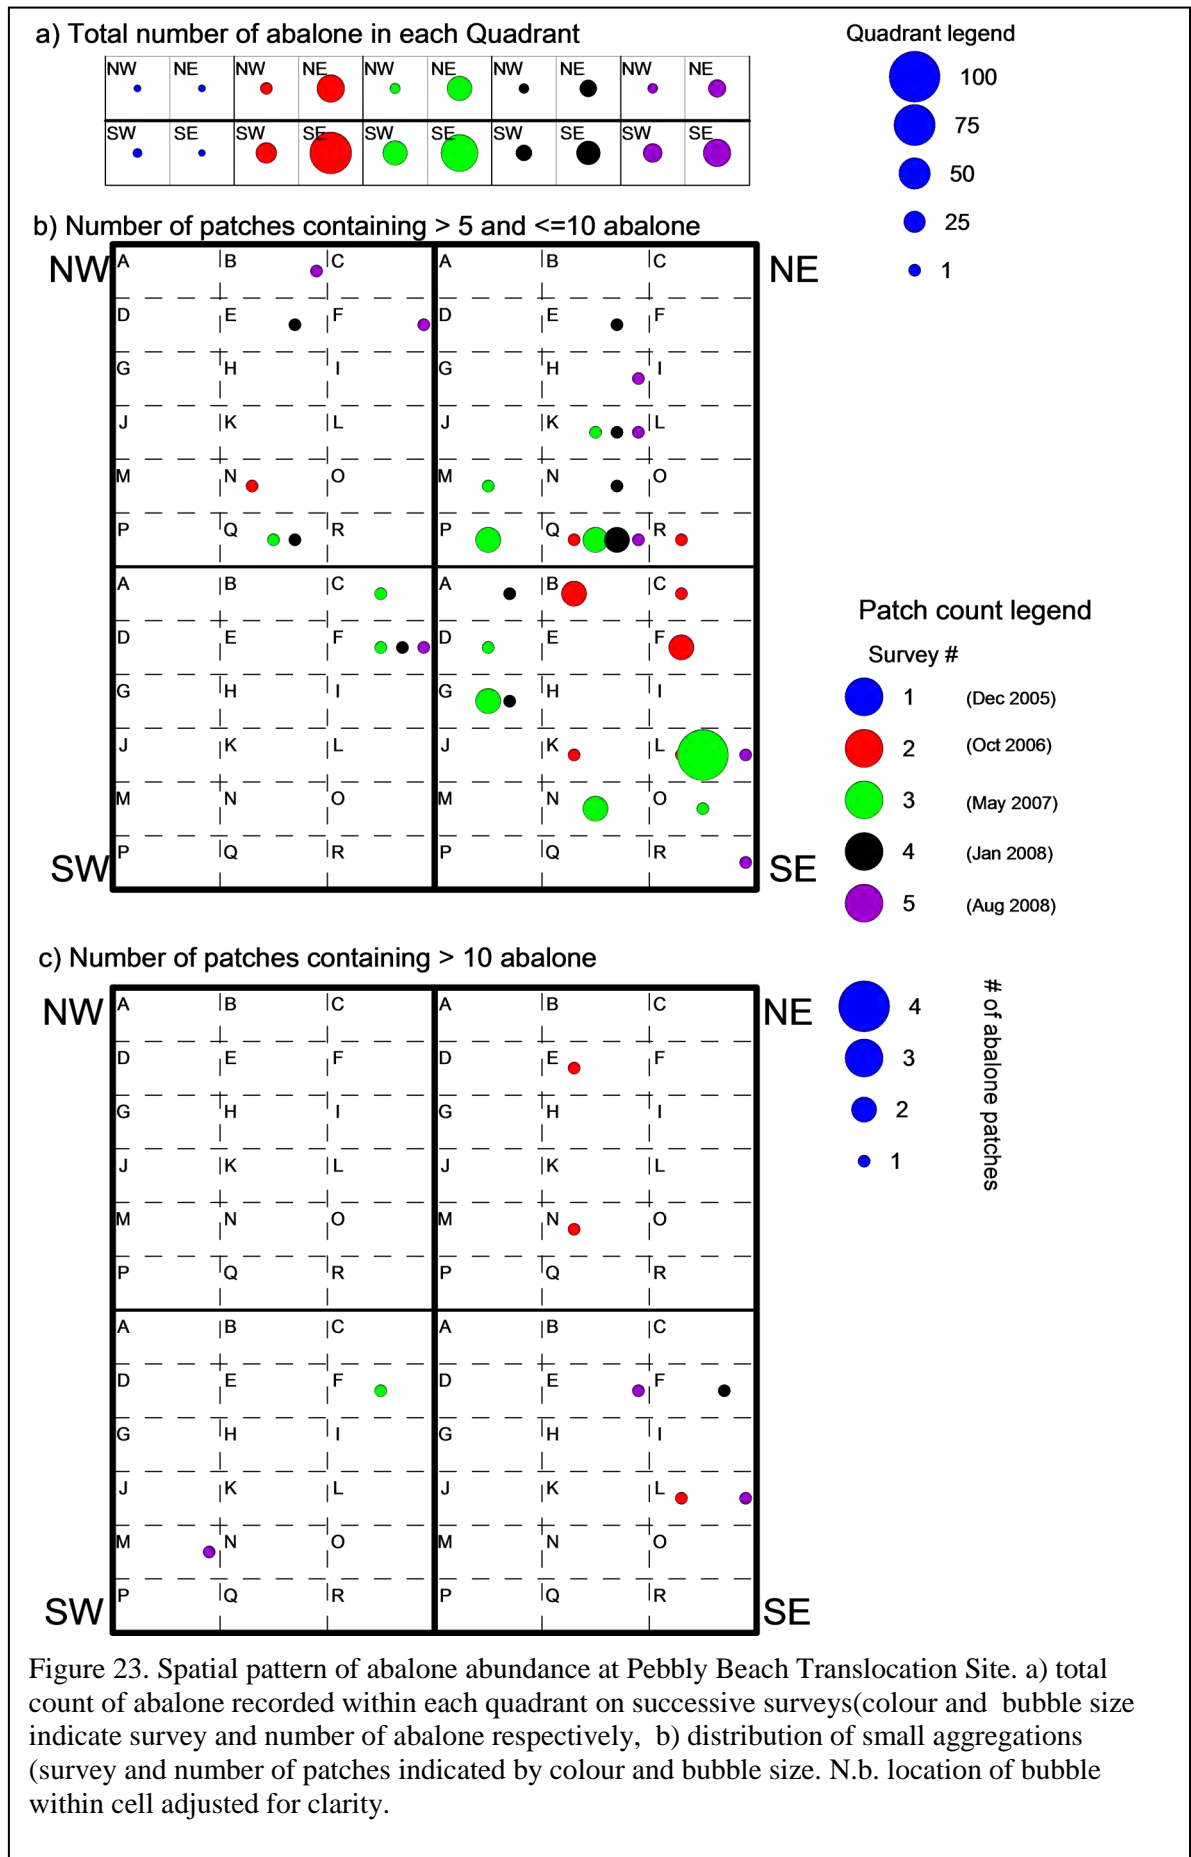 a) Total number of abalone in each Quadrant
NW NE NW NE NW NE NW NE NW NE
SW SE SW SE SW SE SW SE SW SE
Quadrant legend
100
75
50
25
1
b) Number of patches containing > 5 and <=10 abalone
NW A B C A B C NE
D E F D E F
G H I G H I
J K L J K L
M N O M N O
P Q R P Q R
A B C A B C
D E F D E F
G H I G H I
J K L J K L
M N O M N O
SW P Q R P Q R SE
Patch count legend
Survey #
1 (Dec 2005)
2 (Oct 2006)
3 (May 2007)
4 (Jan 2008)
5 (Aug 2008)
c) Number of patches containing > 10 abalone
NW A B C A B C NE
D E F D E F
G H I G H I
J K L J K L
M N O M N O
P Q R P Q R
A B C A B C
D E F D E F
G H I G H I
J K L J K L
M N O M N O
SW P Q R P Q R SE
4
3
2
1
# of abalone patches
Figure 23. Spatial pattern of abalone abundance at Pebbly Beach Translocation Site. a) total
count of abalone recorded within each quadrant on successive surveys(colour and bubble size
indicate survey and number of abalone respectively, b) distribution of small aggregations
(survey and number of patches indicated by colour and bubble size. N.b. location of bubble
within cell adjusted for clarity.